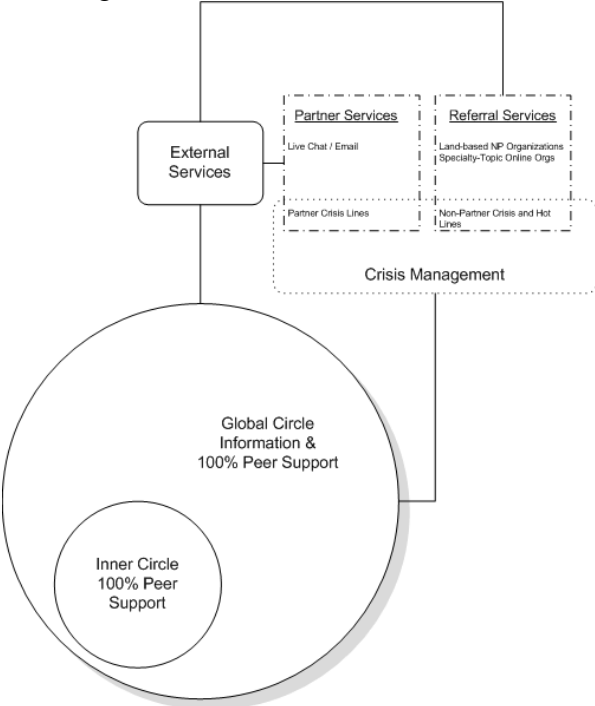 Partner Services
Live Chat / Email
Partner Crisis Lines
Referral Services
Land-based NP Organizations
Specialty-Topic Online Orgs
Non-Partner Crisis and Hot
Lines
External
Services
Crisis Management
Global Circle
Information &
100% Peer Support
Inner Circle
100% Peer
Support